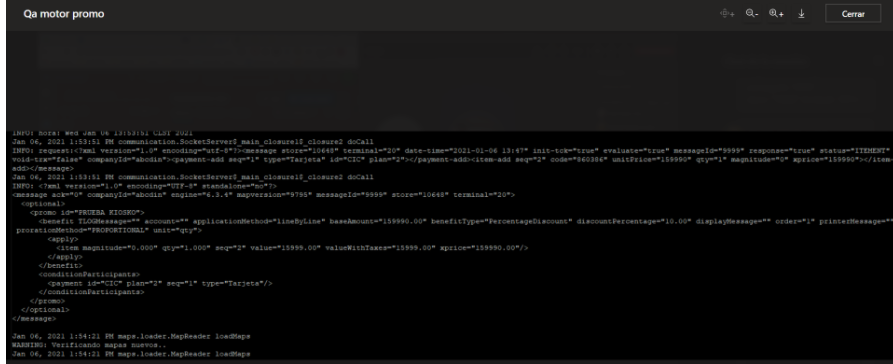 Qa motor promo
Cerrar
INFO: hora: Wed Jan 06 13:53:51 CLST 2021
Jan 06, 2021 1:53:51 PM communication.SocketServer$_main_closure1$_closure2 doCall
INFO: request:<?xml version="1.0" encoding="utf-8"?><message store="10648" terminal="20" date-time="2021-01-06 13:47" init-tck="true" evaluate="true" messageId="9999" response="true" status="ITEMENT"
void-trx="false" companyId="abcdin"><payment-add seq="1" type="Tarjeta" id="CIC" plan="2"></payment-add><item-add seq="2" code="860386" unitPrice="159990" qty="1" magnitude="0" xprice="159990"></item-
add></message>
Jan 06, 2021 1:53:51 PM communication.SocketServer$_main_closure1$_closure2 doCall
INFO: <?xml version="1.0" encoding="UTF-8" standalone="no"?>
<message ack="0" companyId="abcdin" engine="6.3.4" mapversion="9795" messageId="9999" store="10648" terminal="20">
<optional>
<promo id="PRUEBA KIOSKO">
<benefit TLOGMessage="" account="" applicationMethod="lineByLine" baseAmount="159990.00" benefitType="PercentageDiscount" discountPercentage="10.00" displayMessage="" order="1" printerMessage=""
prorationMethod="PROPORTIONAL" unit="qty">
<apply>
<item magnitude="0.000" qty="1.000" seq="2" value="15999.00" valueWithTaxes="15999.00" xprice="159990.00"/>
</apply>
</benefit>
<conditionParticipants>
<payment id="CIC" plan="2" seq="1" type="Tarjeta"/>
</conditionParticipants>
</promo>
</optional>
</message>
Jan 06, 2021 1:54:21 PM maps.loader.MapReader loadMaps
WARNING: Verificando mapas nuevos..
Jan 06, 2021 1:54:21 PM maps.loader.MapReader loadMaps